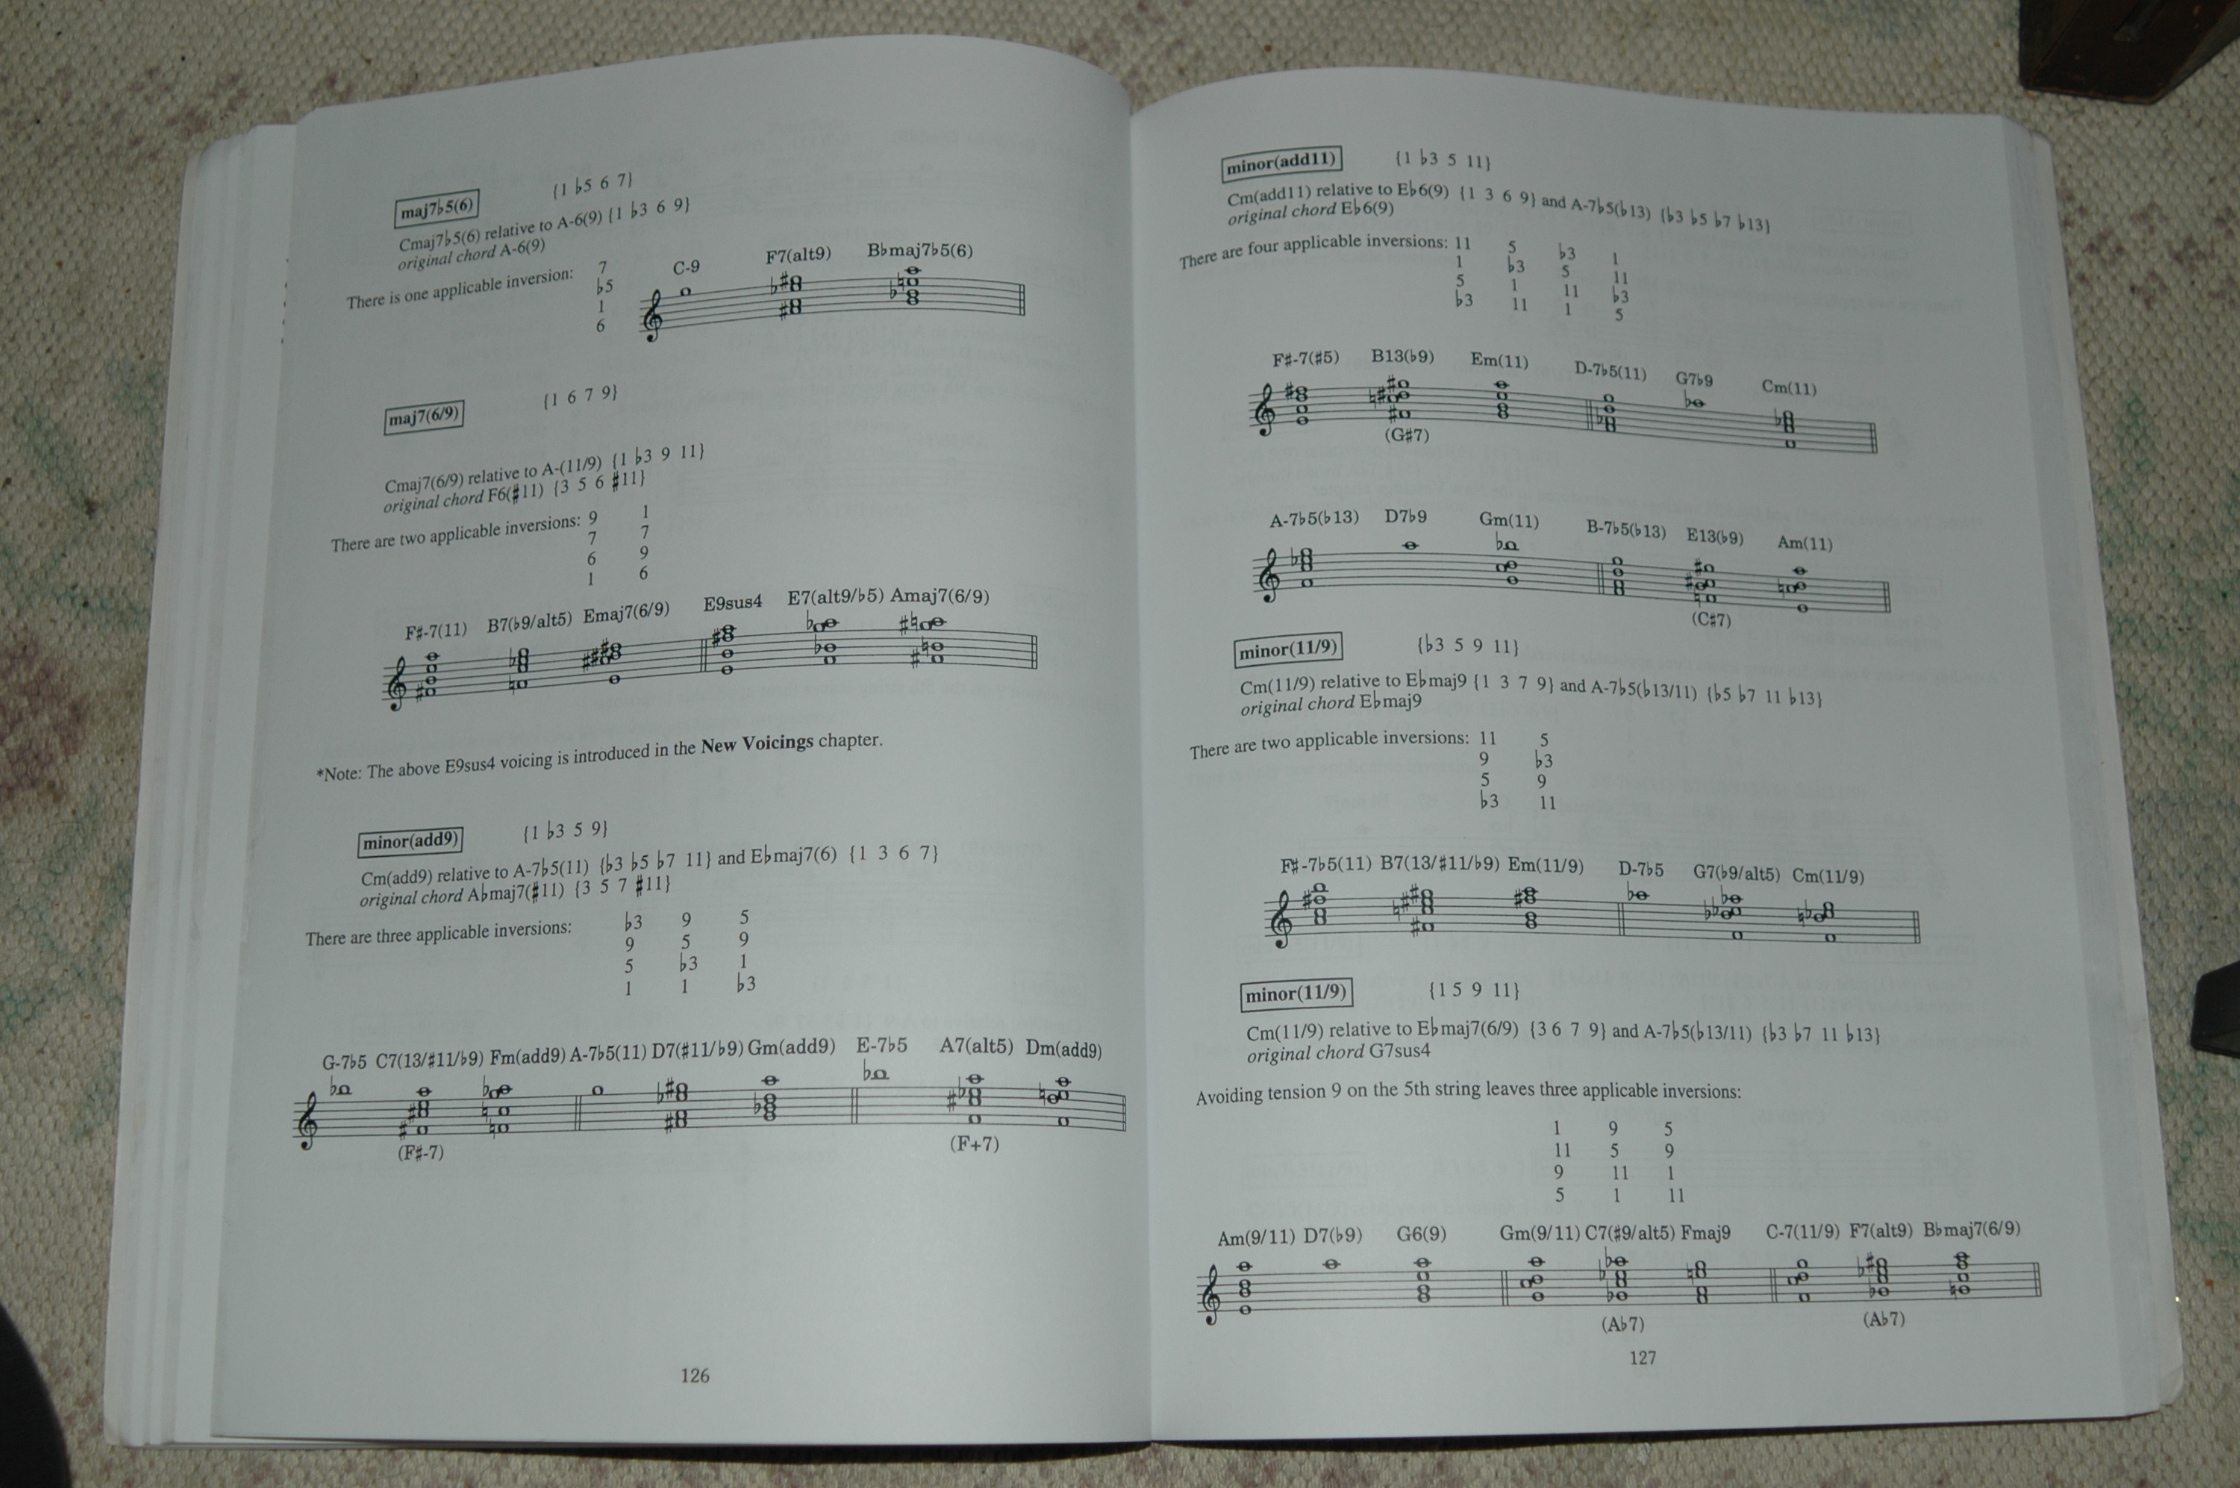 maj7♭5(6) {1 ♭5 6 7}
Cmaj7♭5(6) relative to A-6(9) {1 ♭3 6 9}
original chord A-6(9)
There is one applicable inversion: 7
♭5
1
6
C-9 F7(alt9) B♭maj7♭5(6)
maj7(6/9) {1 6 7 9}
Cmaj7(6/9) relative to A-(11/9) {1 ♭3 9 11}
original chord F6(♯11) {3 5 6 ♯11}
There are two applicable inversions: 9 1
7 7
6 9
1 6
F♯-7(11) B7(♭9/alt5) Emaj7(6/9) E9sus4 E7(alt9/♭5) Amaj7(6/9)
*Note: The above E9sus4 voicing is introduced in the New Voicings chapter.
minor(add9) {1 ♭3 5 9}
Cm(add9) relative to A-7♭5(11) {♭3 ♭5 ♭7 11} and E♭maj7(6) {1 3 6 7}
original chord A♭maj7(♯11) {3 5 7 ♯11}
There are three applicable inversions: ♭3 9 5
9 5 9
5 ♭3 1
1 1 ♭3
G-7♭5 C7(13/♯11/♭9) Fm(add9) A-7♭5(11) D7(♯11/♭9) Gm(add9) E-7♭5 A7(alt5) Dm(add9)
(F♯-7) (F+7)
126
minor(add11) {1 ♭3 5 11}
Cm(add11) relative to E♭6(9) {1 3 6 9} and A-7♭5(♭13) {♭3 ♭5 ♭7 ♭13}
original chord E♭6(9)
There are four applicable inversions: 11 5 ♭3 1
1 ♭3 5 11
5 1 11 ♭3
♭3 11 1 5
F♯-7(♯5) B13(♭9) Em(11) D-7♭5(11) G7♭9 Cm(11)
(G♯7)
A-7♭5(♭13) D7♭9 Gm(11) B-7♭5(♭13) E13(♭9) Am(11)
(C♯7)
minor(11/9) {♭3 5 9 11}
Cm(11/9) relative to E♭maj9 {1 3 7 9} and A-7♭5(♭13/11) {♭5 ♭7 11 ♭13}
original chord E♭maj9
There are two applicable inversions: 11 5
9 ♭3
5 9
♭3 11
F♯-7♭5(11) B7(13/♯11/♭9) Em(11/9) D-7♭5 G7(♭9/alt5) Cm(11/9)
minor(11/9) {1 5 9 11}
Cm(11/9) relative to E♭maj7(6/9) {3 6 7 9} and A-7♭5(♭13/11) {♭3 ♭7 11 ♭13}
original chord G7sus4
Avoiding tension 9 on the 5th string leaves three applicable inversions:
1 9 5
11 5 9
9 11 1
5 1 11
Am(9/11) D7(♭9) G6(9) Gm(9/11) C7(♯9/alt5) Fmaj9 C-7(11/9) F7(alt9) B♭maj7(6/9)
(A♭7) (A♭7)
127